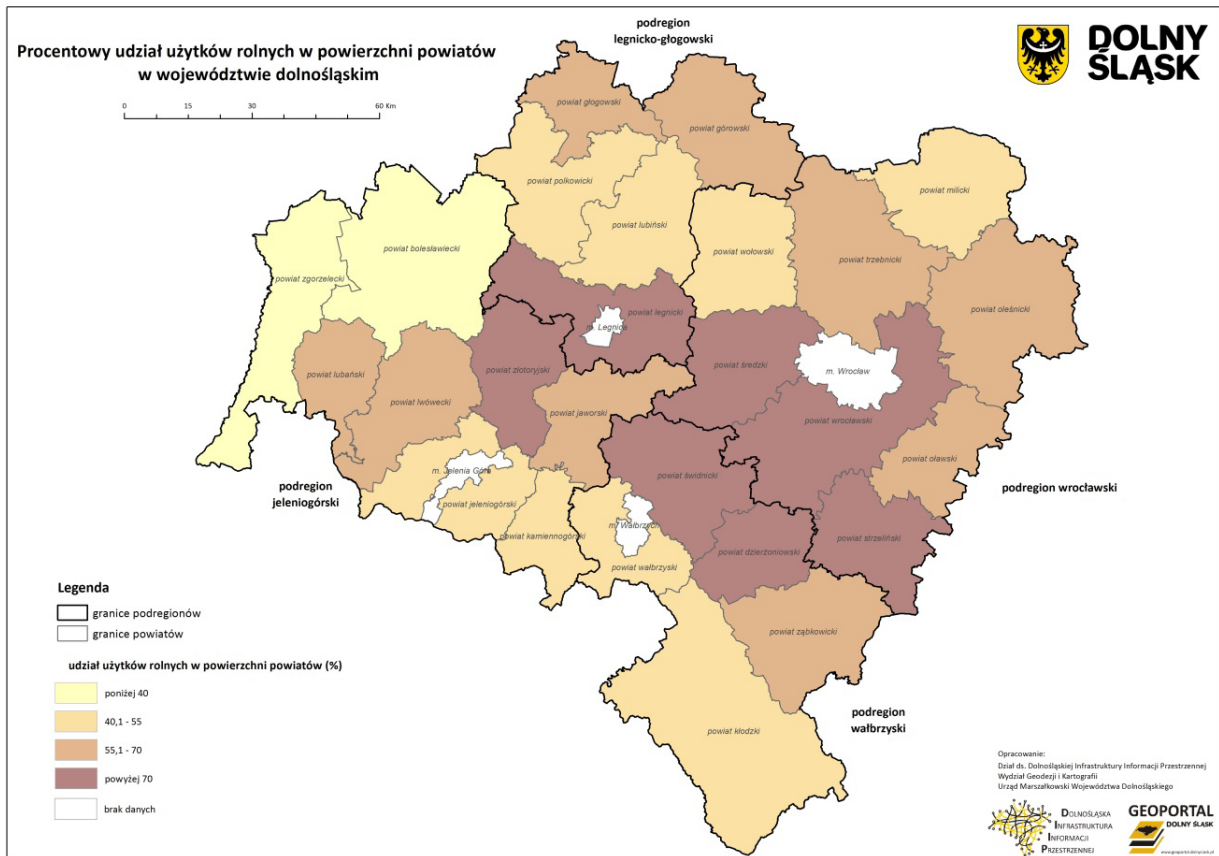 Procentowy udział użytków rolnych w powierzchni powiatów
w województwie dolnośląskim
0 15 30 60 Km
podregion
legnicko-głogowski
DOLNY
ŚLĄSK
powiat głogowski
powiat górowski
powiat polkowicki
powiat lubiński
powiat milicki
powiat wołowski
powiat trzebnicki
powiat bolesławiecki
powiat zgorzelecki
powiat oleśnicki
powiat legnicki
m. Legnica
powiat lubański
powiat lwówecki
powiat złotoryjski
powiat średzki
m. Wrocław
powiat jaworski
powiat wrocławski
powiat oławski
m. Jelenia Góra
podregion
jeleniogórski
powiat jeleniogórski
powiat świdnicki
podregion wrocławski
powiat kamiennogórski
m. Wałbrzych
powiat wałbrzyski
powiat dzierżoniowski
powiat strzeliński
powiat ząbkowicki
powiat kłodzki
podregion
wałbrzyski
Legenda
granice podregionów
granice powiatów
udział użytków rolnych w powierzchni powiatów (%)
poniżej 40
40,1 - 55
55,1 - 70
powyżej 70
brak danych
Opracowanie:
Dział ds. Dolnośląskiej Infrastruktury Informacji Przestrzennej
Wydział Geodezji i Kartografii
Urząd Marszałkowski Województwa Dolnośląskiego
DOLNOŚLĄSKA
INFRASTRUKTURA
INFORMACJI
PRZESTRZENNEJ
GEOPORTAL
DOLNY ŚLĄSK
www.geoportal.dolnyslask.pl